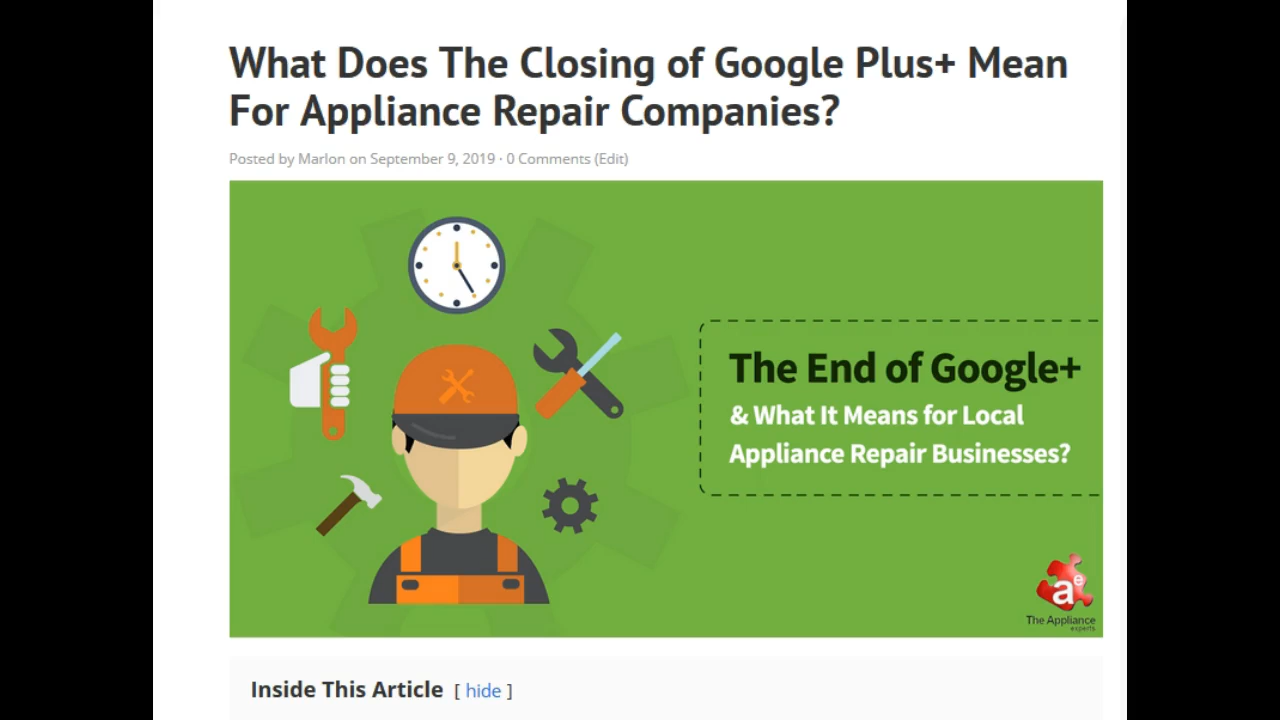 What Does The Closing of Google Plus+ Mean
For Appliance Repair Companies?
Posted by Marlon on September 9, 2019 · 0 Comments (Edit)
The End of Google+
& What It Means for Local
Appliance Repair Businesses?
ae
The Appliance
experts
Inside This Article [ hide ]